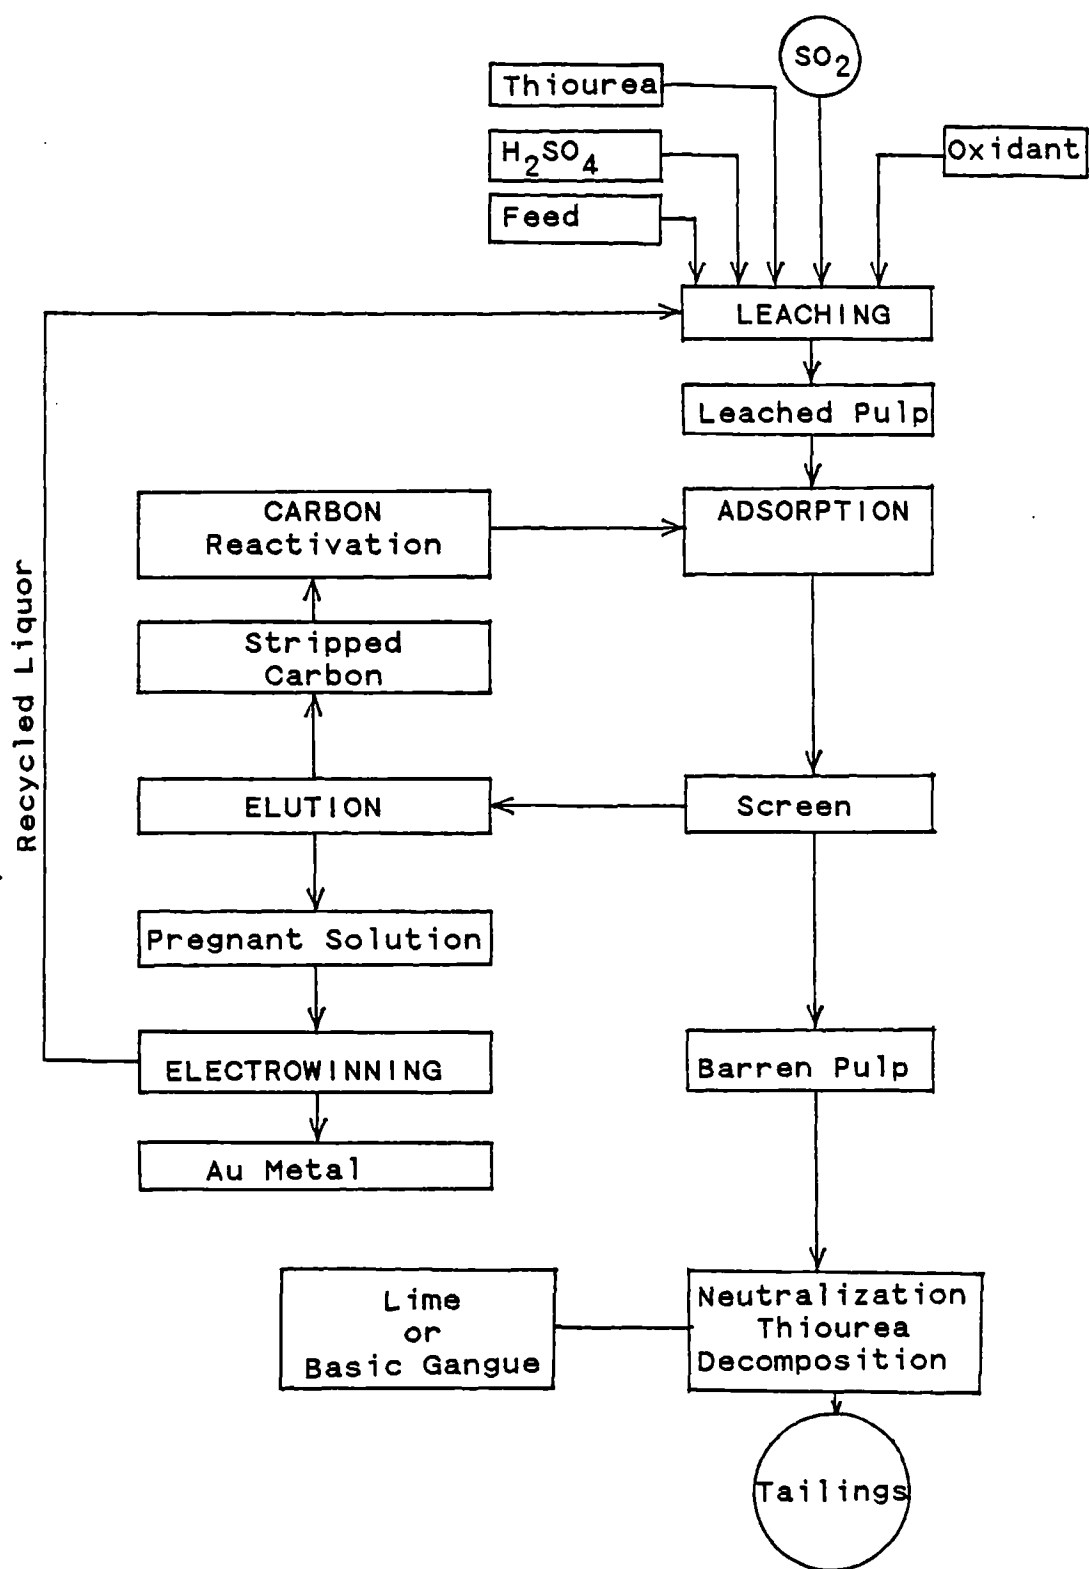 SO2
Thiourea
H2SO4
Oxidant
Feed
LEACHING
Leached Pulp
CARBON
Reactivation
ADSORPTION
Stripped
Carbon
Recycled Liquor
ELUTION
Screen
Pregnant Solution
ELECTROWINNING
Barren Pulp
Au Metal
Lime
or
Basic Gangue
Neutralization
Thiourea
Decomposition
Tailings